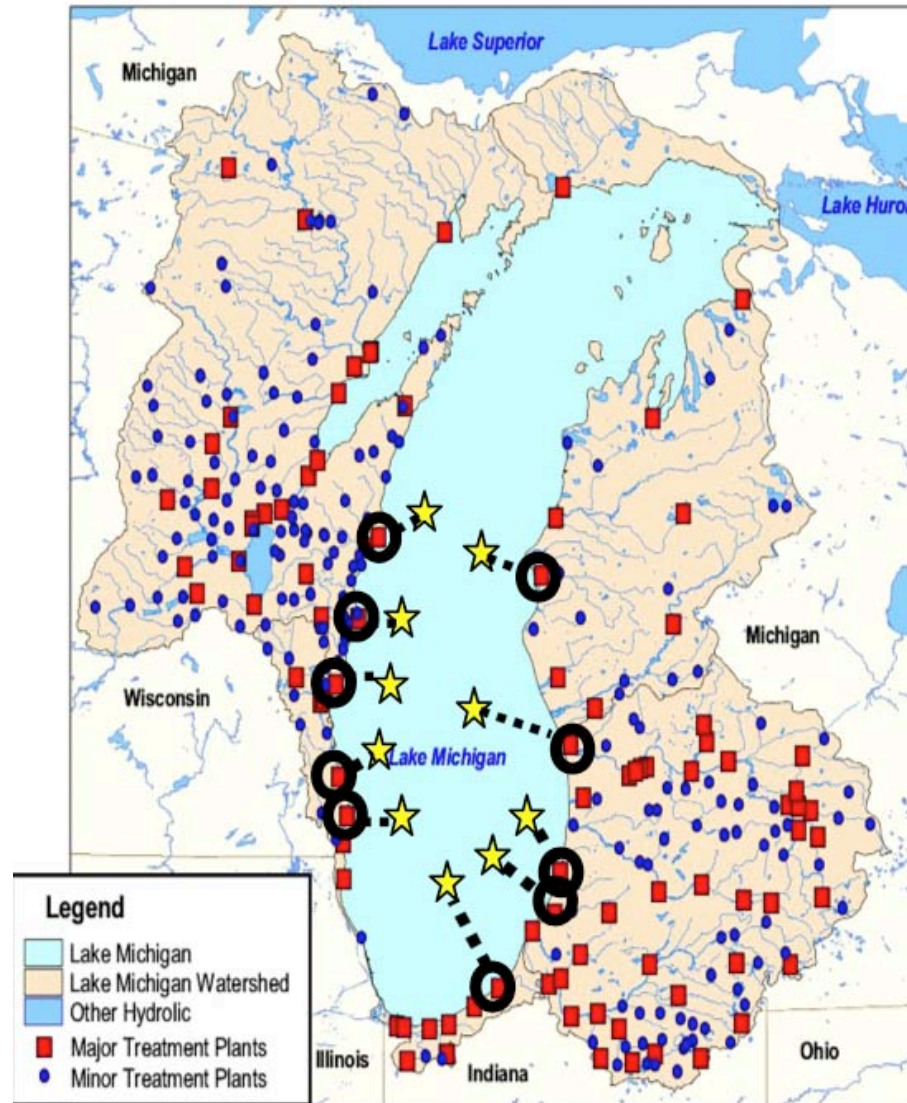 Lake Superior
Michigan
Lake Huro
Michigan
Wisconsin
Lake Michigan
Legend
Lake Michigan
Lake Michigan Watershed
Other Hydrolic
Major Treatment Plants
Minor Treatment Plants
Illinois
Indiana
Ohio